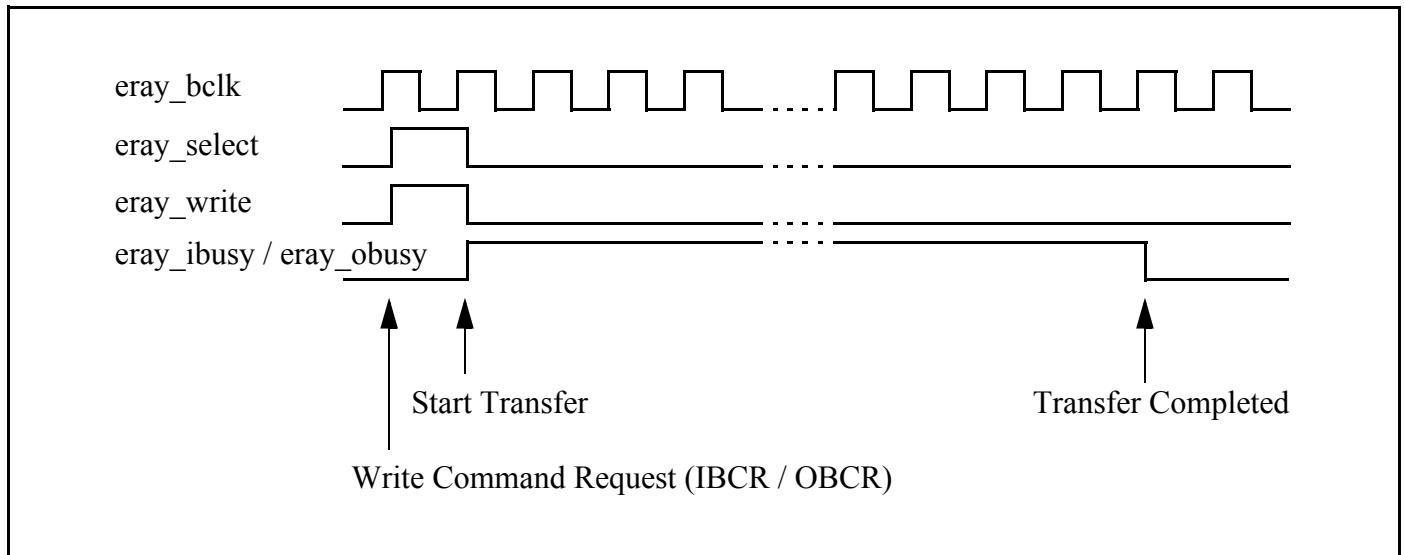 eray_bclk
eray_select
eray_write
eray_ibusy / eray_obusy
Start Transfer
Transfer Completed
Write Command Request (IBCR / OBCR)